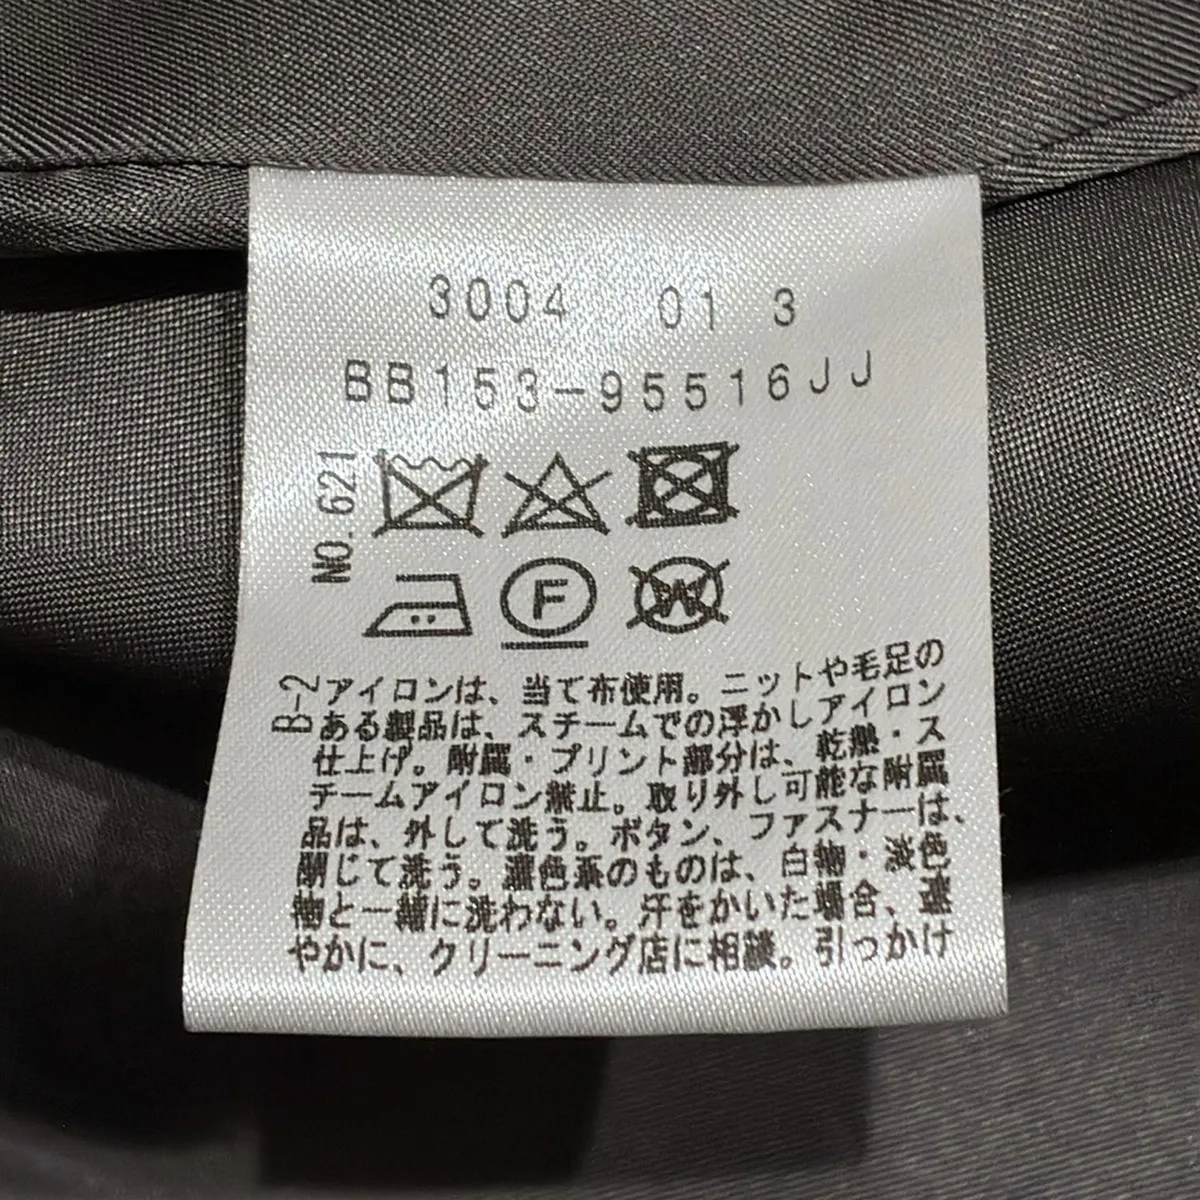 3004 01 3
BB153-95516JJ
NO.621
F
W
B-2
アイロンは、当て布使用。ニットや毛足の
ある製品は、スチームでの浮かしアイロン
仕上げ。附属・プリント部分は、乾熱・ス
チームアイロン禁止。取り外し可能な附属
品は、外して洗う。ボタン、ファスナーは、
閉じて洗う。濃色系のものは、白物・淡色
物と一緒に洗わない。汗をかいた場合、速
やかに、クリーニング店に相談。引っかけ